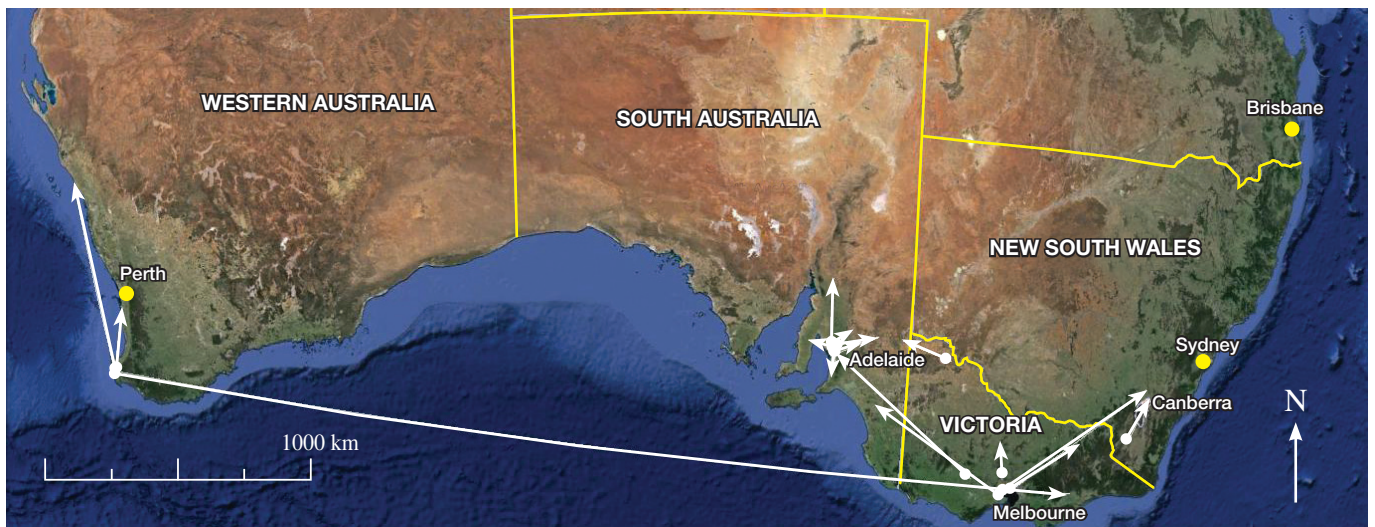 WESTERN AUSTRALIA
SOUTH AUSTRALIA
Brisbane
NEW SOUTH WALES
Perth
Sydney
Adelaide
Canberra
N
VICTORIA
1000 km
Melbourne